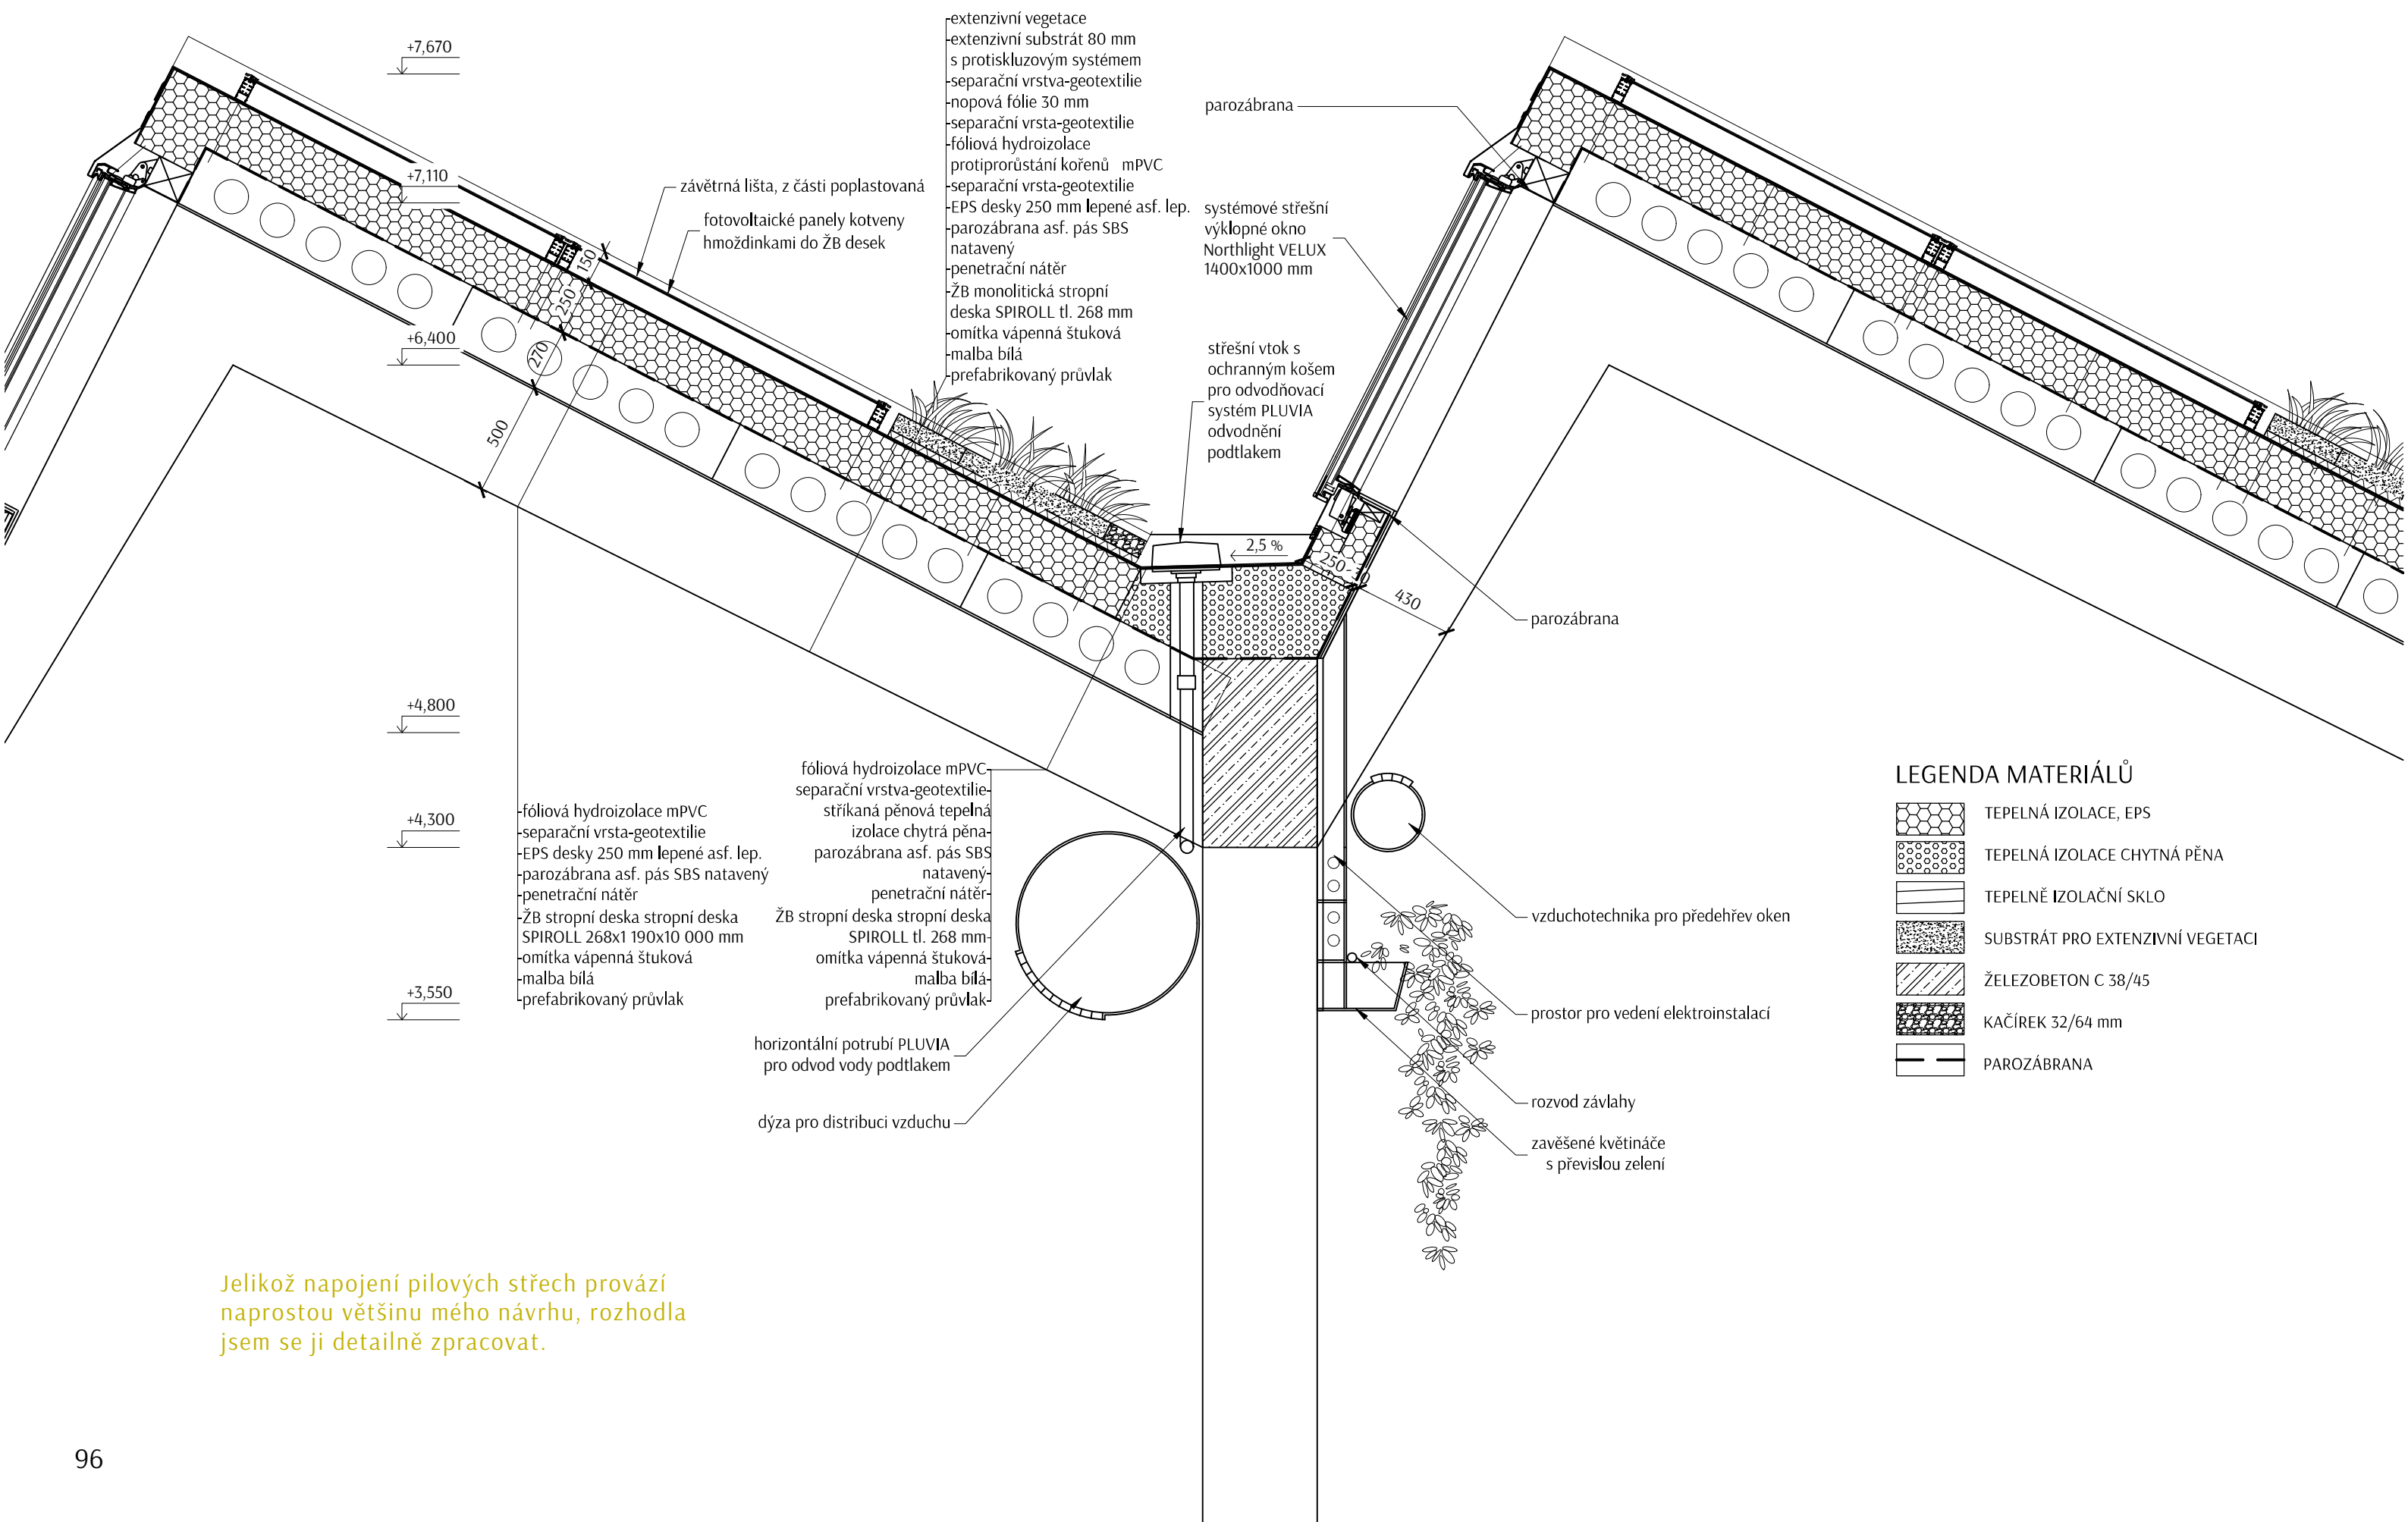 +7,670
+7,110
+6,400
+4,800
+4,300
+3,550
závětrná lišta, z části poplastovaná
fotovoltaické panely kotveny
hmoždinkami do ŽB desek
150
250
270
500
extenzivní vegetace
extenzivní substrát 80 mm
s protiskluzovým systémem
separační vrstva-geotextilie
nopová fólie 30 mm
separační vrsta-geotextilie
fóliová hydroizolace
protiprorůstání kořenů mPVC
separační vrsta-geotextilie
EPS desky 250 mm lepené asf. lep.
parozábrana asf. pás SBS
natavený
penetrační nátěr
ŽB monolitická stropní
deska SPIROLL tl. 268 mm
omítka vápenná štuková
malba bílá
prefabrikovaný průvlak
parozábrana
systémové střešní
výklopné okno
Northlight VELUX
1400x1000 mm
střešní vtok s
ochranným košem
pro odvodňovací
systém PLUVIA
odvodnění
podtlakem
2,5 %
250
430
parozábrana
fóliová hydroizolace mPVC
separační vrsta-geotextilie
EPS desky 250 mm lepené asf. lep.
parozábrana asf. pás SBS natavený
penetrační nátěr
ŽB stropní deska stropní deska
SPIROLL 268x1 190x10 000 mm
omítka vápenná štuková
malba bílá
prefabrikovaný průvlak
fóliová hydroizolace mPVC
separační vrstva-geotextilie
stříkaná pěnová tepelná
izolace chytrá pěna
parozábrana asf. pás SBS
natavený
penetrační nátěr
ŽB stropní deska stropní deska
SPIROLL tl. 268 mm
omítka vápenná štuková
malba bílá
prefabrikovaný průvlak
horizontální potrubí PLUVIA
pro odvod vody podtlakem
dýza pro distribuci vzduchu
vzduchotechnika pro předehřev oken
prostor pro vedení elektroinstalací
rozvod závlahy
zavěšené květináče
s převislou zelení
LEGENDA MATERIÁLŮ
TEPELNÁ IZOLACE, EPS
TEPELNÁ IZOLACE CHYTNÁ PĚNA
TEPELNĚ IZOLAČNÍ SKLO
SUBSTRÁT PRO EXTENZIVNÍ VEGETACI
ŽELEZOBETON C 38/45
KAČÍREK 32/64 mm
PAROZÁBRANA
Jelikož napojení pilových střech provází
naprostou většinu mého návrhu, rozhodla
jsem se ji detailně zpracovat.
96